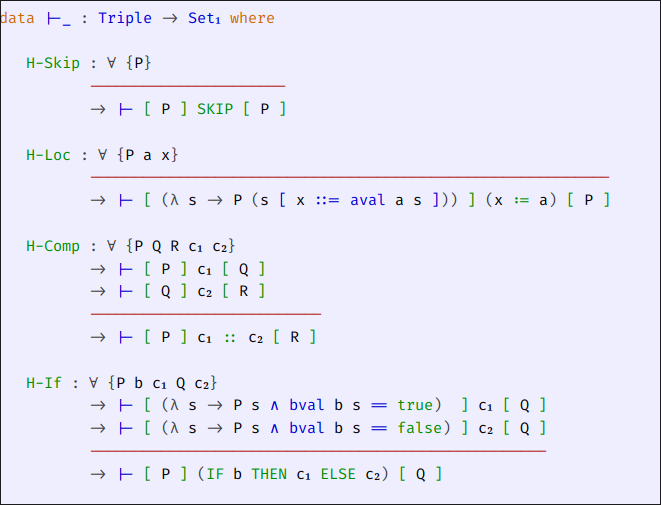 data ⊢_ : Triple → Set₁ where
H-Skip : ∀ {P}
────────────────────
→ ⊢ [ P ] SKIP [ P ]
H-Loc : ∀ {P a x}
──────────────────────────────────────────────────────
→ ⊢ [ (λ s → P (s [ x ::= aval a s ])) ] (x := a) [ P ]
H-Comp : ∀ {P Q R c₁ c₂}
→ ⊢ [ P ] c₁ [ Q ]
→ ⊢ [ Q ] c₂ [ R ]
────────────────────────
→ ⊢ [ P ] c₁ :: c₂ [ R ]
H-If : ∀ {P b c₁ Q c₂}
→ ⊢ [ (λ s → P s ∧ bval b s == true) ] c₁ [ Q ]
→ ⊢ [ (λ s → P s ∧ bval b s == false) ] c₂ [ Q ]
───────────────────────────────────────────────
→ ⊢ [ P ] (IF b THEN c₁ ELSE c₂) [ Q ]